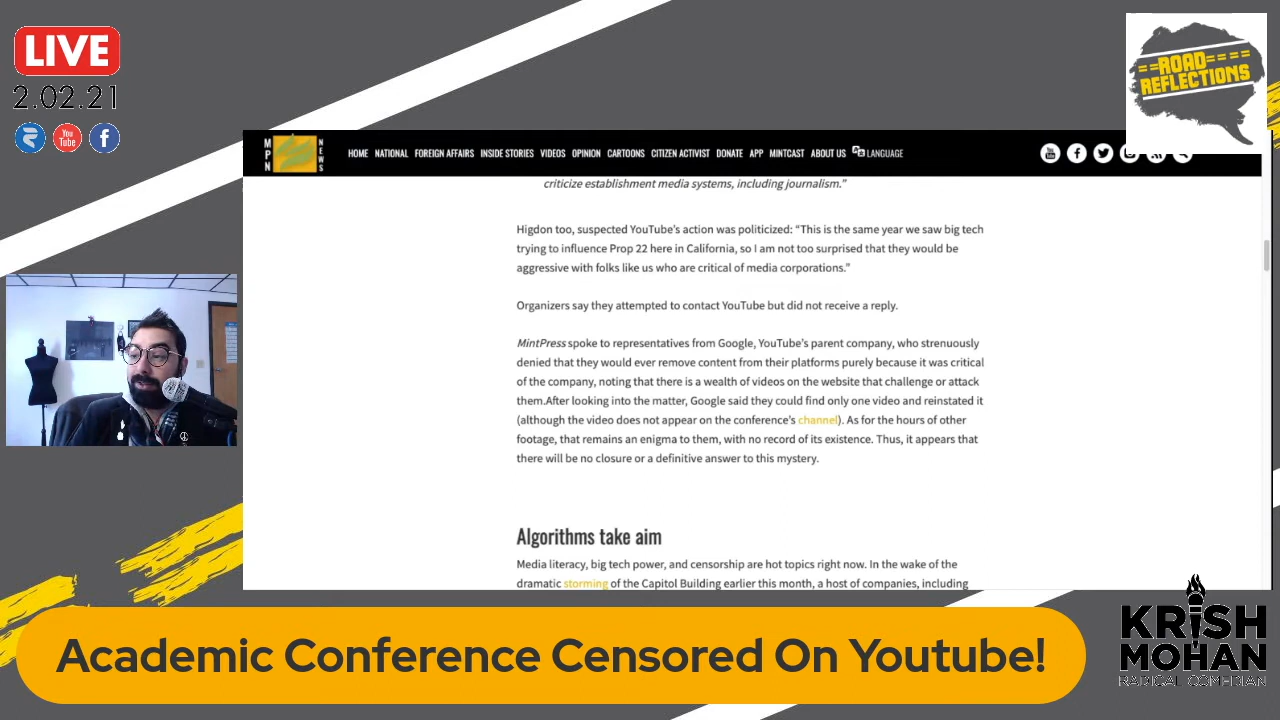 LIVE
2.02.21
You
Tube
==ROAD====
REFLECTIONS
MPN
NEWS
HOME NATIONAL FOREIGN AFFAIRS INSIDE STORIES VIDEOS OPINION CARTOONS CITIZEN ACTIVIST DONATE APP MINTCAST ABOUT US LANGUAGE
You
Tube
criticize establishment media systems, including journalism.”
Higdon too, suspected YouTube’s action was politicized: “This is the same year we saw big tech
trying to influence Prop 22 here in California, so I am not too surprised that they would be
aggressive with folks like us who are critical of media corporations.”
Organizers say they attempted to contact YouTube but did not receive a reply.
MintPress spoke to representatives from Google, YouTube’s parent company, who strenuously
denied that they would ever remove content from their platforms purely because it was critical
of the company, noting that there is a wealth of videos on the website that challenge or attack
them.After looking into the matter, Google said they could find only one video and reinstated it
(although the video does not appear on the conference’s channel). As for the hours of other
footage, that remains an enigma to them, with no record of its existence. Thus, it appears that
there will be no closure or a definitive answer to this mystery.
Algorithms take aim
Media literacy, big tech power, and censorship are hot topics right now. In the wake of the
dramatic storming of the Capitol Building earlier this month, a host of companies, including
Academic Conference Censored On Youtube!
KRISH
MOHAN
RADICAL COMEDIAN